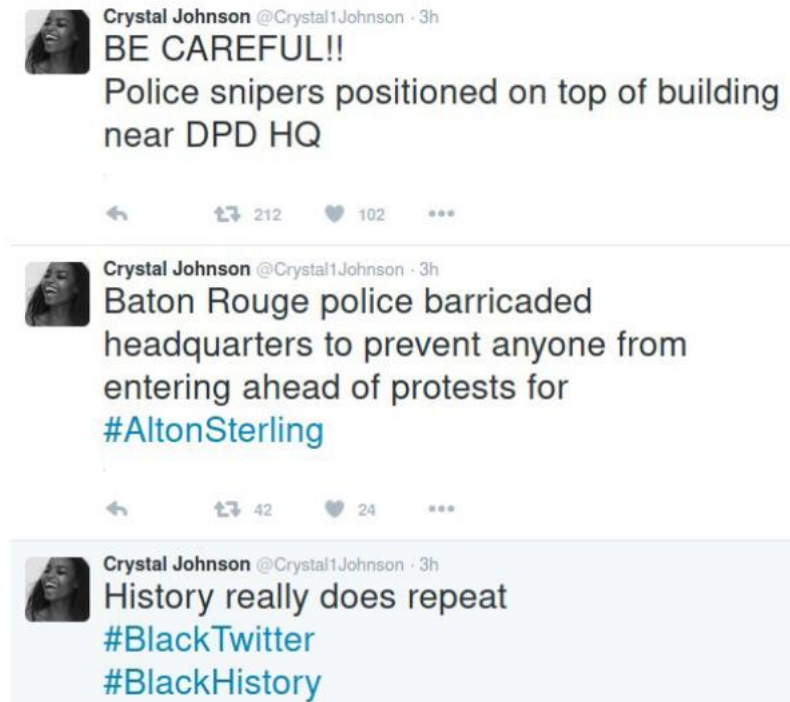 Crystal Johnson @Crystal1Johnson · 3h
BE CAREFUL!!
Police snipers positioned on top of building
near DPD HQ
212 102
Crystal Johnson @Crystal1Johnson · 3h
Baton Rouge police barricaded
headquarters to prevent anyone from
entering ahead of protests for
#AltonSterling
42 24
Crystal Johnson @Crystal1Johnson · 3h
History really does repeat
#BlackTwitter
#BlackHistory